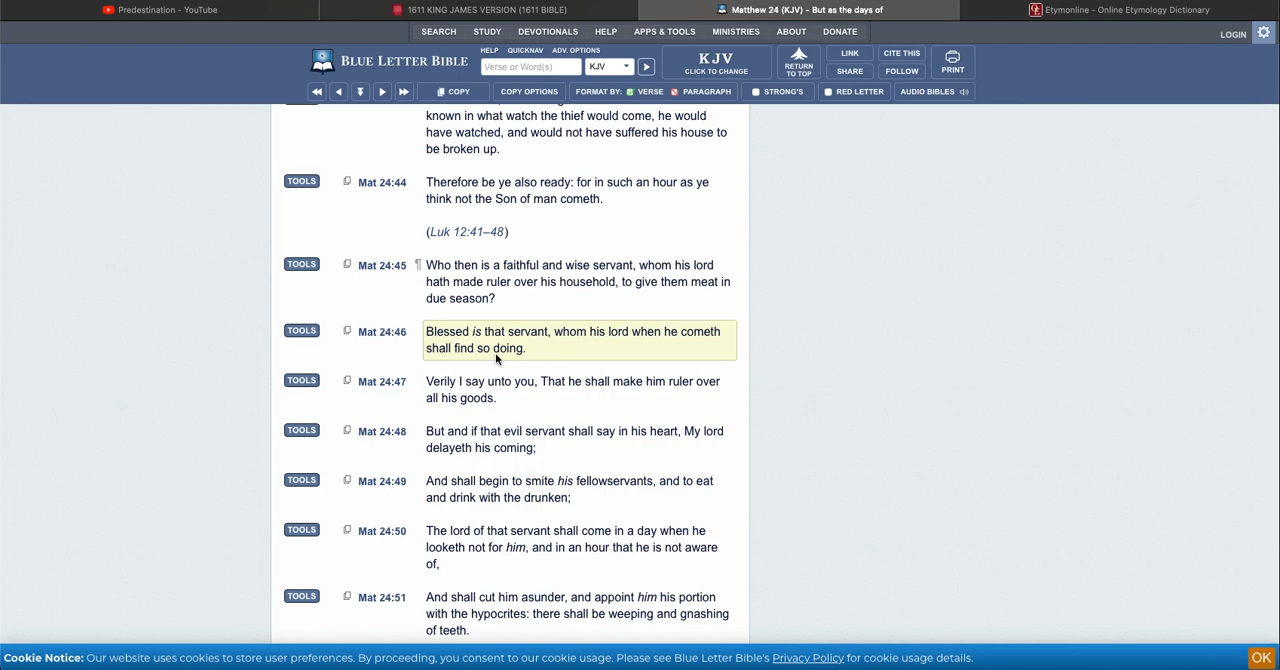 Predestination - YouTube
1611 KING JAMES VERSION (1611 BIBLE)
Matthew 24 (KJV) - But as the days of
Etymonline - Online Etymology Dictionary
SEARCH STUDY DEVOTIONALS HELP APPS & TOOLS MINISTRIES ABOUT DONATE
LOGIN
BLUE LETTER BIBLE
HELP QUICKNAV ADV. OPTIONS
Verse or Word(s) KJV
KJV
CLICK TO CHANGE
RETURN
TO TOP
LINK CITE THIS
SHARE FOLLOW
PRINT
COPY COPY OPTIONS FORMAT BY: VERSE PARAGRAPH STRONG'S RED LETTER AUDIO BIBLES
known in what watch the thief would come, he would
have watched, and would not have suffered his house to
be broken up.
TOOLS Mat 24:44 Therefore be ye also ready: for in such an hour as ye
think not the Son of man cometh.
(Luk 12:41–48)
TOOLS Mat 24:45 ¶ Who then is a faithful and wise servant, whom his lord
hath made ruler over his household, to give them meat in
due season?
TOOLS Mat 24:46 Blessed is that servant, whom his lord when he cometh
shall find so doing.
TOOLS Mat 24:47 Verily I say unto you, That he shall make him ruler over
all his goods.
TOOLS Mat 24:48 But and if that evil servant shall say in his heart, My lord
delayeth his coming;
TOOLS Mat 24:49 And shall begin to smite his fellowservants, and to eat
and drink with the drunken;
TOOLS Mat 24:50 The lord of that servant shall come in a day when he
looketh not for him, and in an hour that he is not aware
of,
TOOLS Mat 24:51 And shall cut him asunder, and appoint him his portion
with the hypocrites: there shall be weeping and gnashing
of teeth.
Cookie Notice: Our website uses cookies to store user preferences. By proceeding, you consent to our cookie usage. Please see Blue Letter Bible's Privacy Policy for cookie usage details.
OK